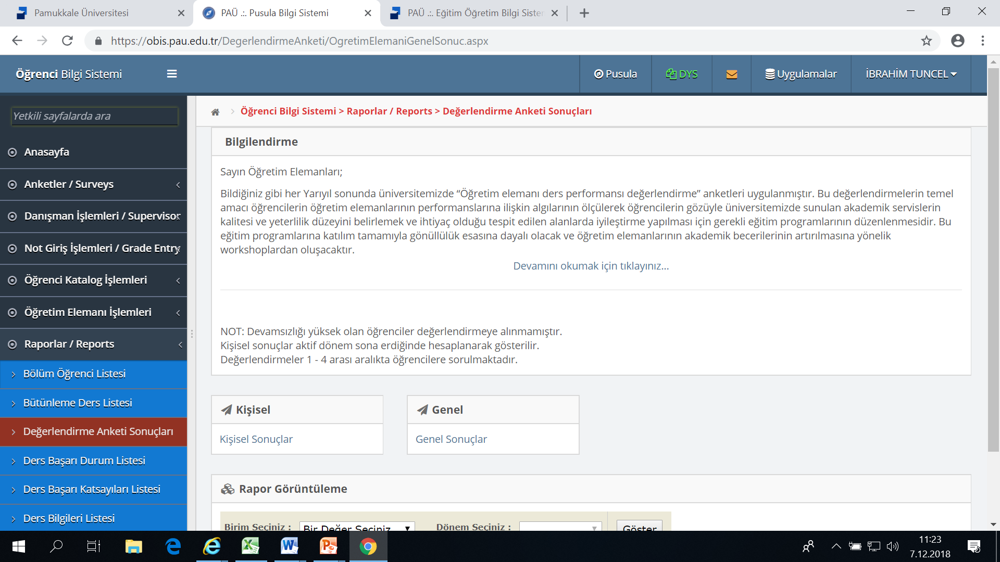 Pamukkale Üniversitesi
PAÜ .:. Pusula Bilgi Sistemi
PAÜ .:. Eğitim Öğretim Bilgi Sister
https://obis.pau.edu.tr/DegerlendirmeAnketi/OgretimElemaniGenelSonuc.aspx
Öğrenci Bilgi Sistemi
Pusula
DYS
Uygulamalar
İBRAHİM TUNCEL
Yetkili sayfalarda ara
Anasayfa
Anketler / Surveys
Danışman İşlemleri / Supervisor
Not Giriş İşlemleri / Grade Entry
Öğrenci Katalog İşlemleri
Öğretim Elemanı İşlemleri
Raporlar / Reports
Bölüm Öğrenci Listesi
Bütünleme Ders Listesi
Değerlendirme Anketi Sonuçları
Ders Başarı Durum Listesi
Ders Başarı Katsayıları Listesi
Ders Bilgileri Listesi
Öğrenci Bilgi Sistemi > Raporlar / Reports > Değerlendirme Anketi Sonuçları
Bilgilendirme
Sayın Öğretim Elemanları;
Bildiğiniz gibi her Yarıyıl sonunda üniversitemizde “Öğretim elemanı ders performansı değerlendirme” anketleri uygulanmıştır. Bu değerlendirmelerin temel
amacı öğrencilerin öğretim elemanlarının performanslarına ilişkin algılarının ölçülerek öğrencilerin gözüyle üniversitemizde sunulan akademik servislerin
kalitesi ve yeterlilik düzeyini belirlemek ve ihtiyaç olduğu tespit edilen alanlarda iyileştirme yapılması için gerekli eğitim programlarının düzenlenmesidir. Bu
eğitim programlarına katılım tamamıyla gönüllülük esasına dayalı olacak ve öğretim elemanlarının akademik becerilerinin artırılmasına yönelik
workshoplardan oluşacaktır.
Devamını okumak için tıklayınız...
NOT: Devamsızlığı yüksek olan öğrenciler değerlendirmeye alınmamıştır.
Kişisel sonuçlar aktif dönem sona erdiğinde hesaplanarak gösterilir.
Değerlendirmeler 1 - 4 arası aralıkta öğrencilere sorulmaktadır.
Kişisel
Kişisel Sonuçlar
Genel
Genel Sonuçlar
Rapor Görüntüleme
Birim Seçiniz :
Bir Değer Seçiniz
Dönem Seçiniz :
Göster
11:23
7.12.2018